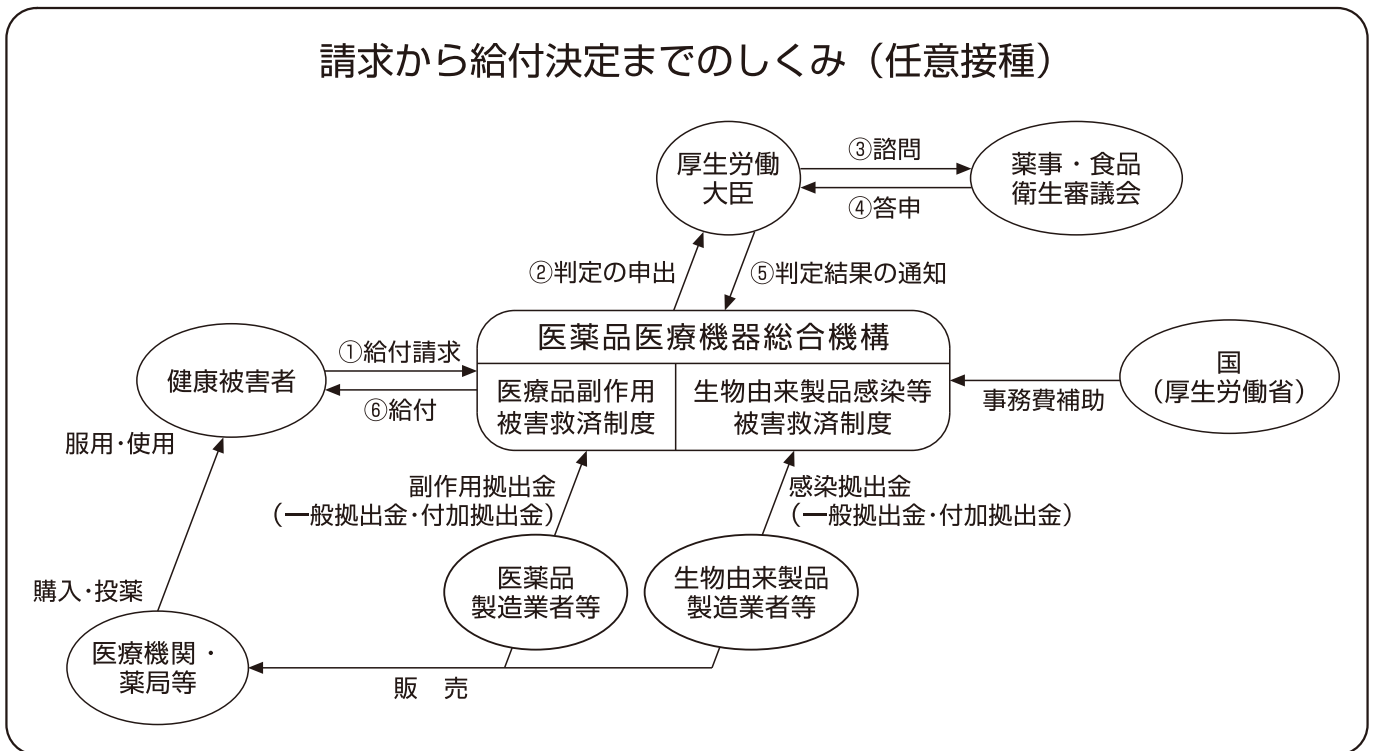 請求から給付決定までのしくみ（任意接種）
厚生労働
大臣
③諮問
④答申
薬事・食品
衛生審議会
②判定の申出
⑤判定結果の通知
健康被害者
①給付請求
⑥給付
医薬品医療機器総合機構
医療品副作用
被害救済制度
生物由来製品感染等
被害救済制度
事務費補助
国
（厚生労働省）
服用・使用
副作用拠出金
（一般拠出金・付加拠出金）
感染拠出金
（一般拠出金・付加拠出金）
医薬品
製造業者等
生物由来製品
製造業者等
購入・投薬
医療機関・
薬局等
販　売